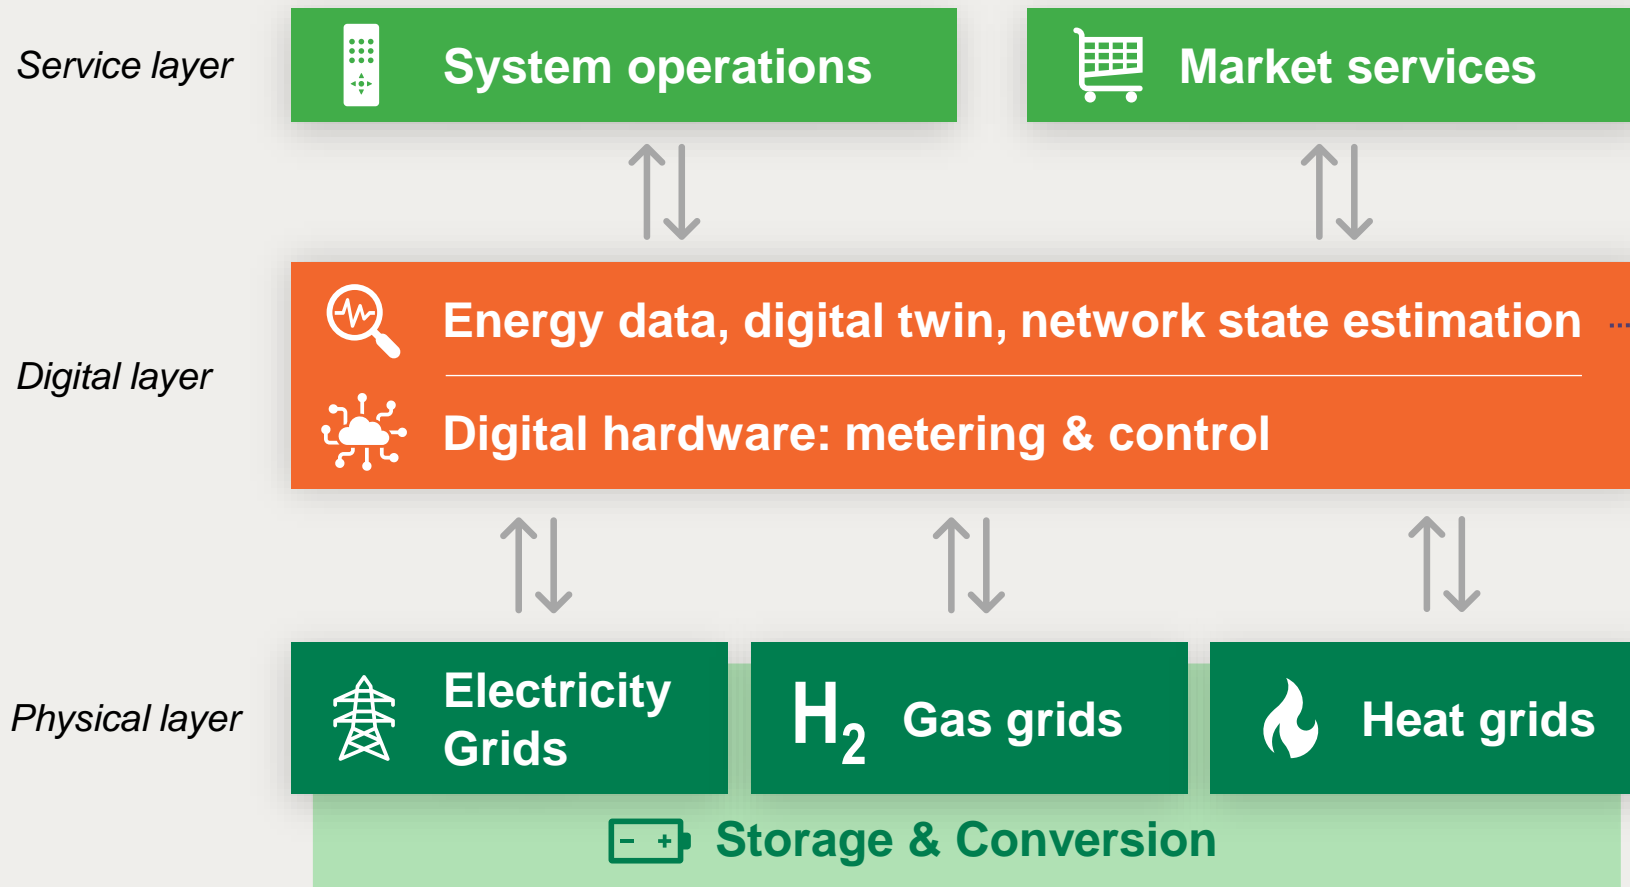 Service layer
System operations
Market services
Digital layer
Energy data, digital twin, network state estimation
Digital hardware: metering & control
Physical layer
Electricity
Grids
H₂
Gas grids
Heat grids
- +
Storage & Conversion